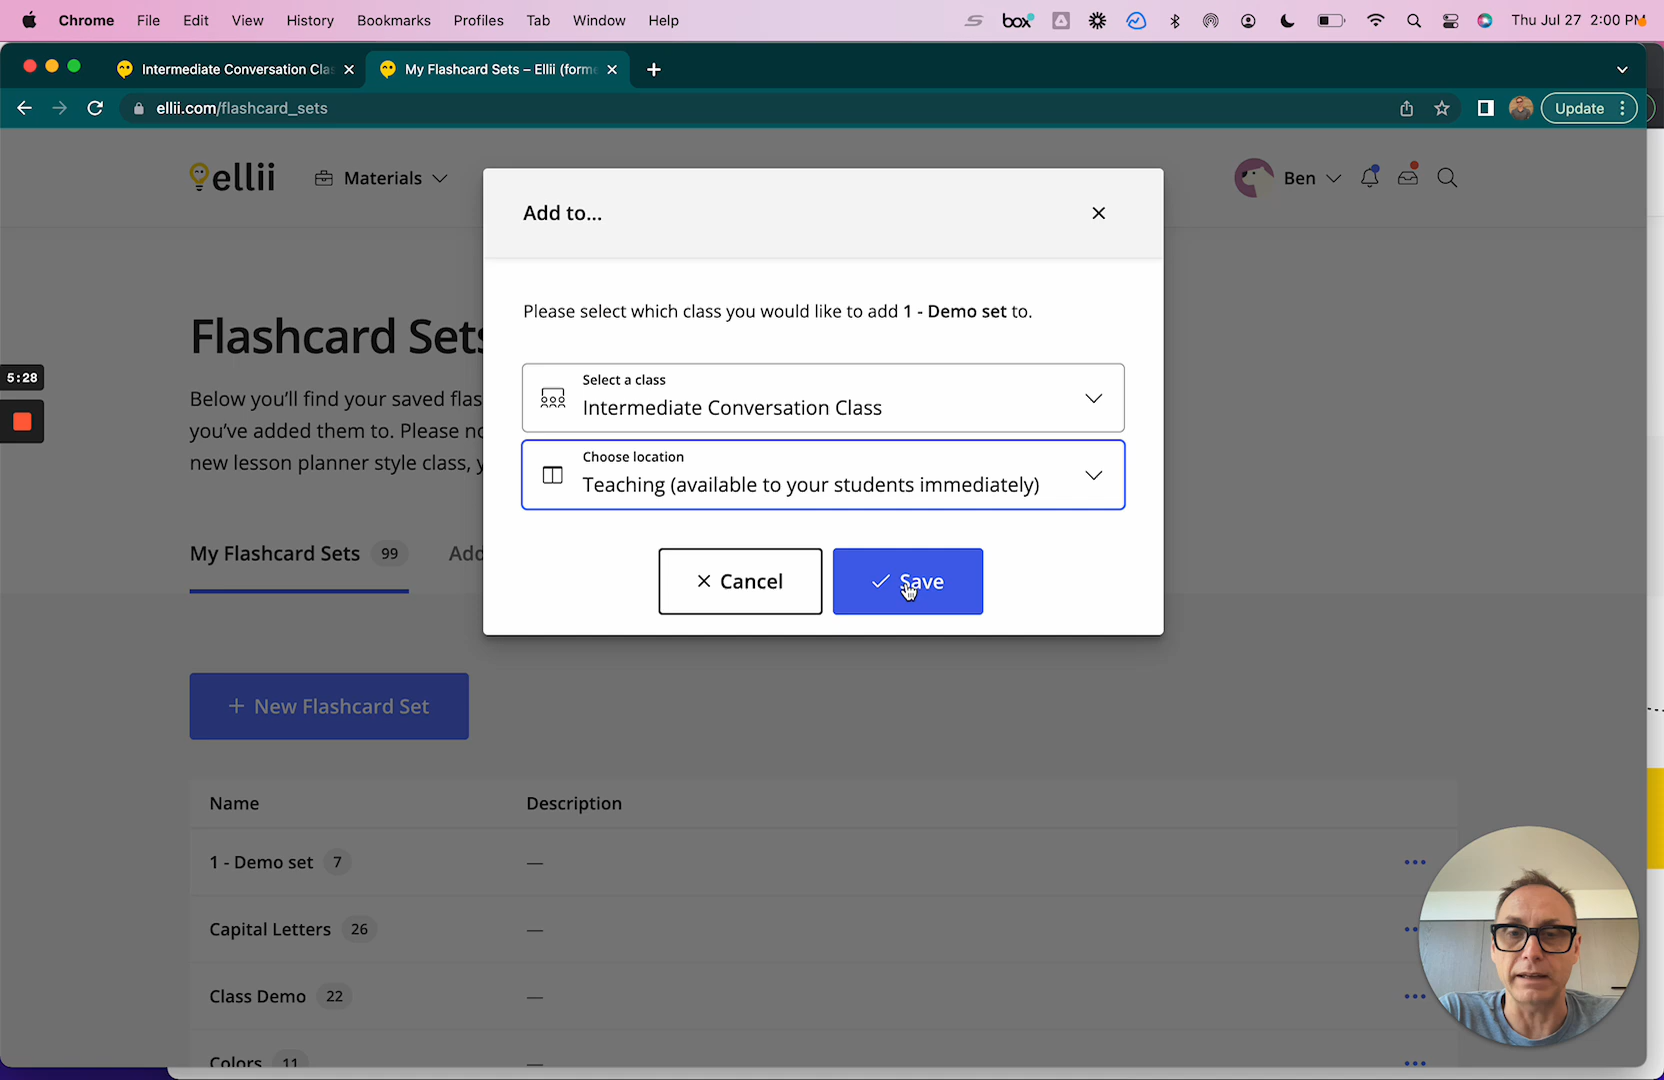 Chrome File Edit View History Bookmarks Profiles Tab Window Help
box
Thu Jul 27 2:00 PM
Intermediate Conversation Cla
My Flashcard Sets – Ellii (forme
ellii.com/flashcard_sets
Update
ellii
Materials
Ben
Add to...
Please select which class you would like to add 1 - Demo set to.
Select a class
Intermediate Conversation Class
Choose location
Teaching (available to your students immediately)
Cancel
Save
5:28
Flashcard Sets
Below you'll find your saved flas
you've added them to. Please no
new lesson planner style class, y
My Flashcard Sets 99
Add
+ New Flashcard Set
Name Description
1 - Demo set 7 —
Capital Letters 26 —
Class Demo 22 —
Colors 11 —